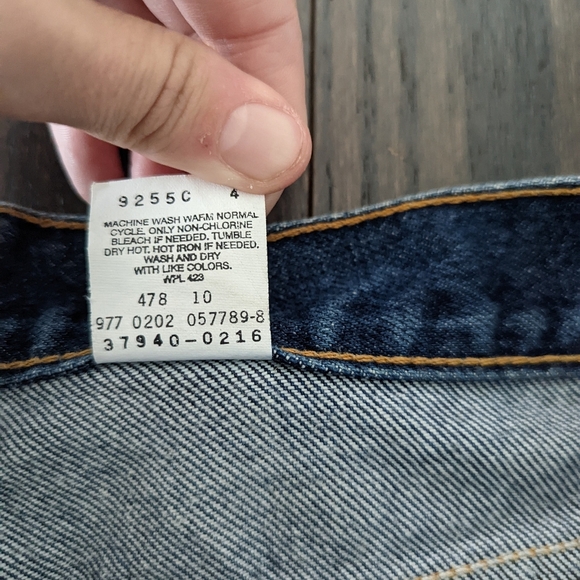 9255C 4
MACHINE WASH WARM NORMAL
CYCLE. ONLY NON-CHLORINE
BLEACH IF NEEDED. TUMBLE
DRY HOT. HOT IRON IF NEEDED.
WASH AND DRY
WITH LIKE COLORS.
WPL 423
478 10
977 0202 057789-8
37940-0216